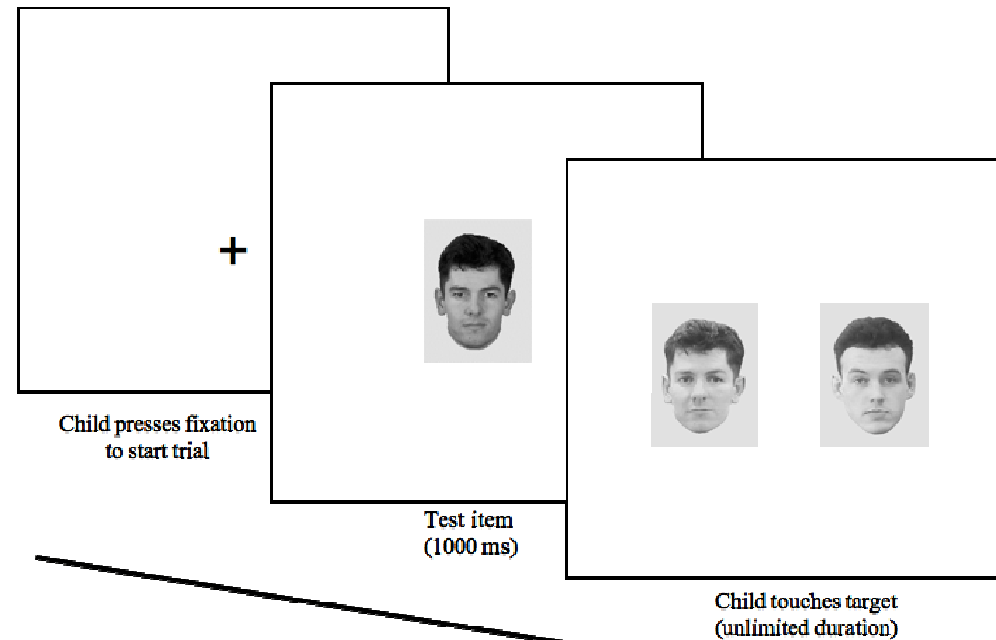 Child presses fixation
to start trial
Test item
(1000 ms)
Child touches target
(unlimited duration)